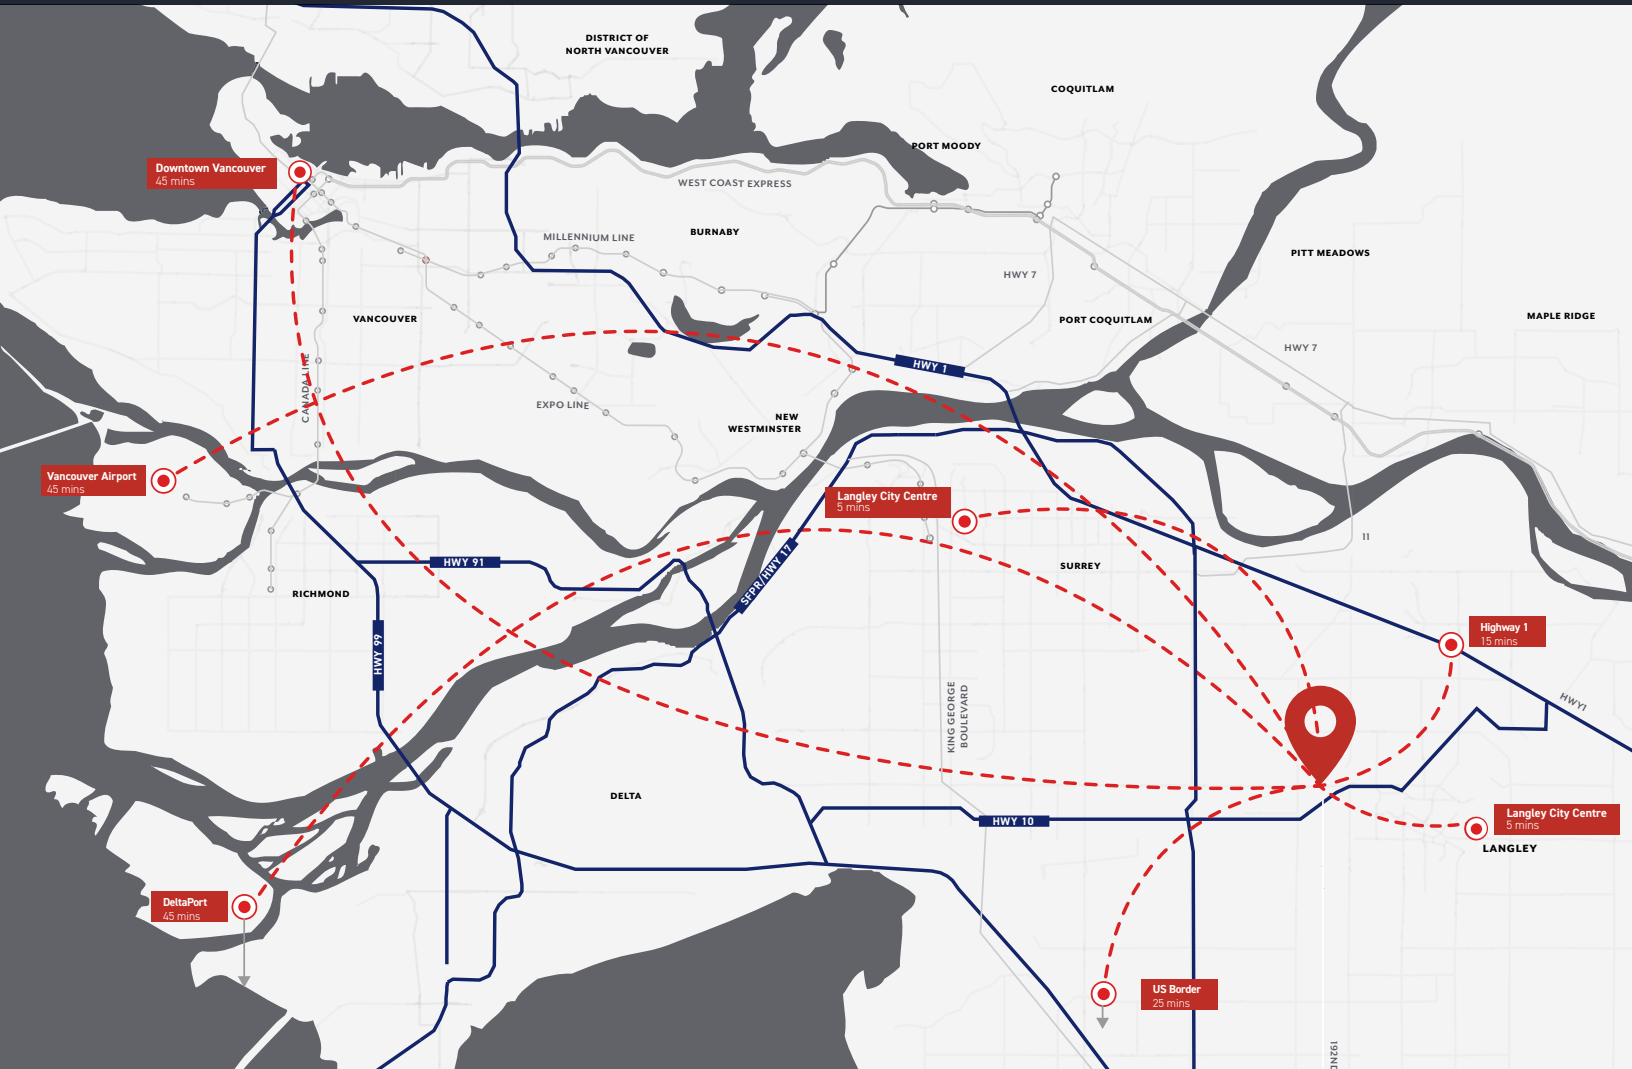 DISTRICT OF
NORTH VANCOUVER
COQUITLAM
PORT MOODY
Downtown Vancouver
45 mins
WEST COAST EXPRESS
MILLENNIUM LINE
BURNABY
PITT MEADOWS
HWY 7
VANCOUVER
PORT COQUITLAM
MAPLE RIDGE
HWY 7
HWY 1
CANADA LINE
EXPO LINE
NEW
WESTMINSTER
Vancouver Airport
45 mins
Langley City Centre
5 mins
11
HWY 91
SFPR/HWY 17
SURREY
RICHMOND
Highway 1
15 mins
HWY 99
KING GEORGE
BOULEVARD
HWY1
DELTA
HWY 10
Langley City Centre
5 mins
LANGLEY
DeltaPort
45 mins
US Border
25 mins
192ND